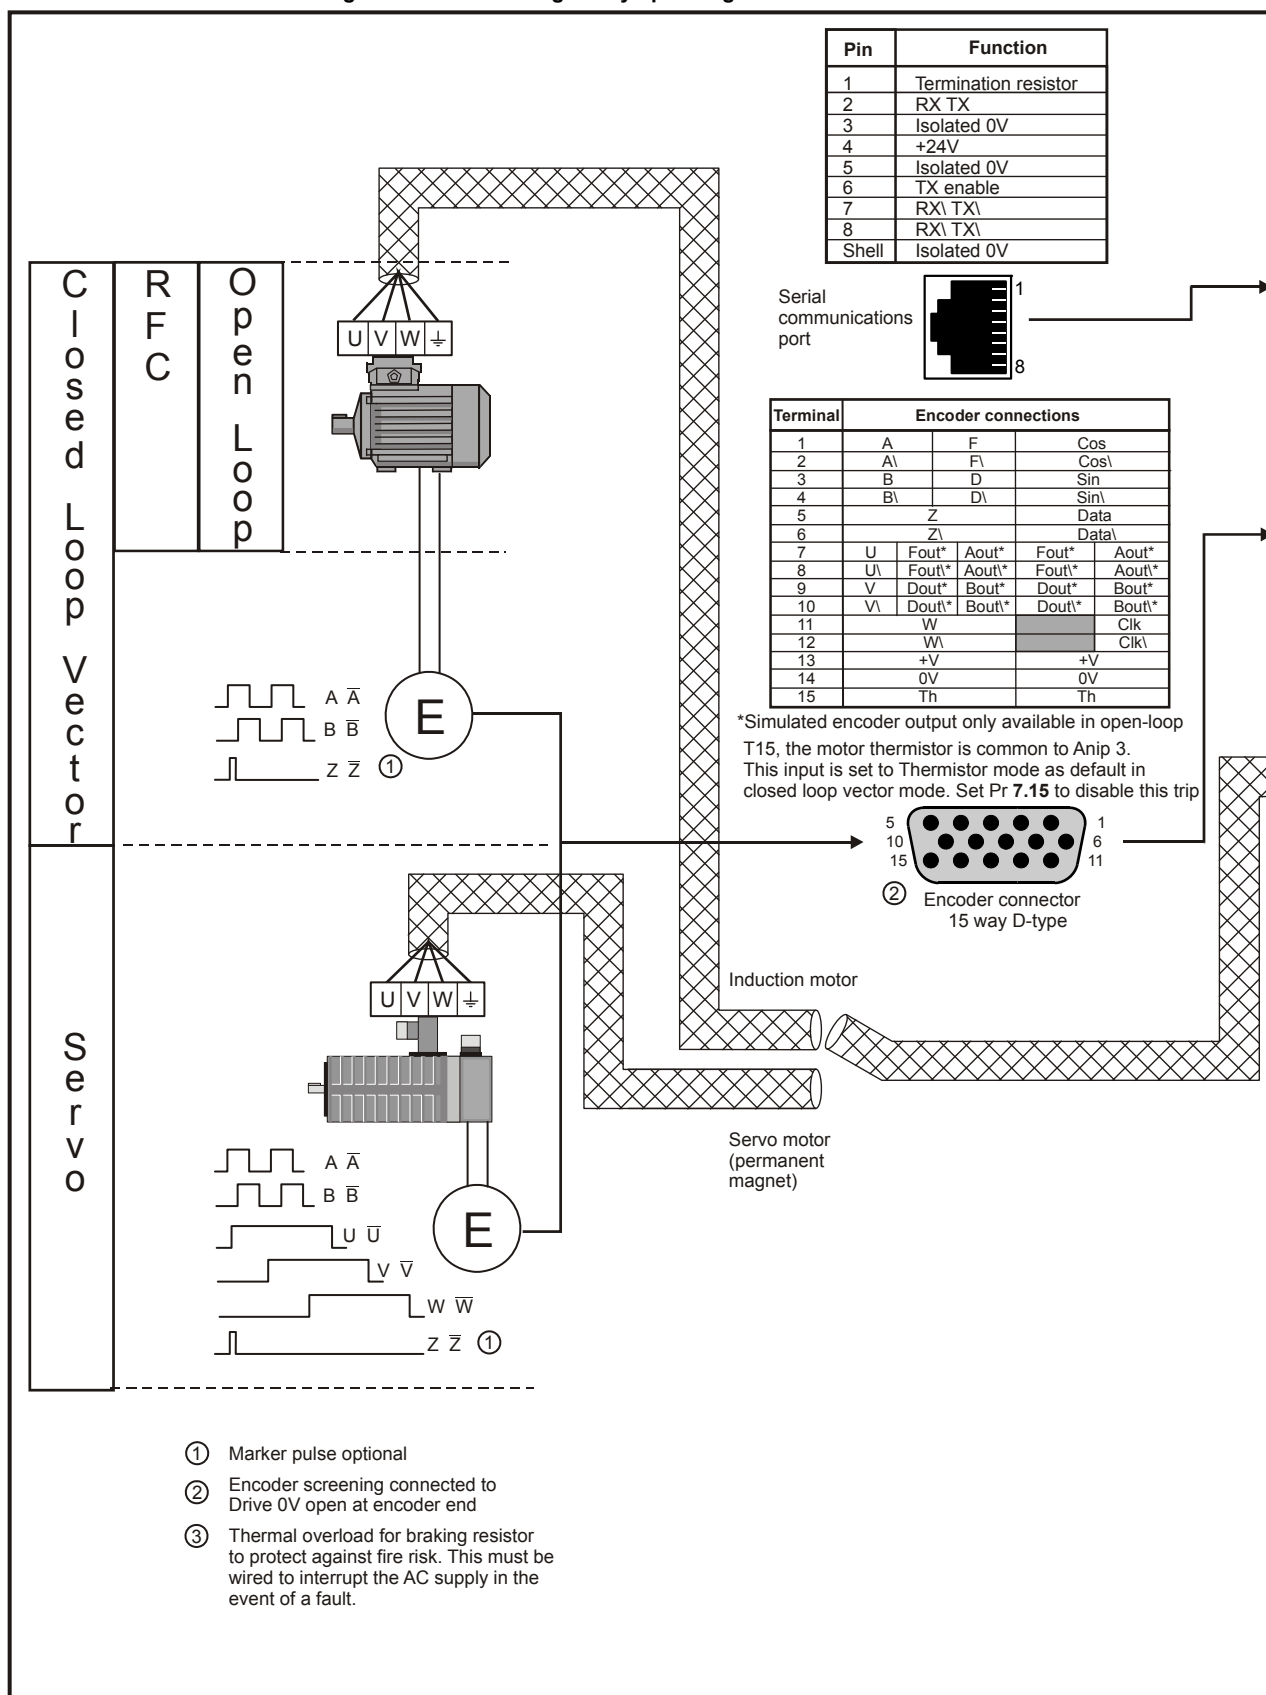 Pin Function
1 Termination resistor
2 RX TX
3 Isolated 0V
4 +24V
5 Isolated 0V
6 TX enable
7 RX\ TX\
8 RX\ TX\
Shell Isolated 0V
Closed Loop Vector
RFC
Open Loop
U V W
Serial
communications
port
1
8
Terminal Encoder connections
1 A F Cos
2 A\ F\ Cos\
3 B D Sin
4 B\ D\ Sin\
5 Z Data
6 Z\ Data\
7 U Fout* Aout* Fout* Aout*
8 U\ Fout\* Aout\* Fout\* Aout\*
9 V Dout* Bout* Dout* Bout*
10 V\ Dout\* Bout\* Dout\* Bout\*
11 W Clk
12 W\ Clk\
13 +V +V
14 0V 0V
15 Th Th
*Simulated encoder output only available in open-loop
T15, the motor thermistor is common to Anip 3.
This input is set to Thermistor mode as default in
closed loop vector mode. Set Pr 7.15 to disable this trip
A A̅
B B̅
Z Z̅ ①
E
5 1
10 6
15 11
② Encoder connector
15 way D-type
Servo
U V W
Induction motor
Servo motor
(permanent
magnet)
A A̅
B B̅
U U̅
V V̅
W W̅
Z Z̅ ①
E
① Marker pulse optional
② Encoder screening connected to
Drive 0V open at encoder end
③ Thermal overload for braking resistor
to protect against fire risk. This must be
wired to interrupt the AC supply in the
event of a fault.